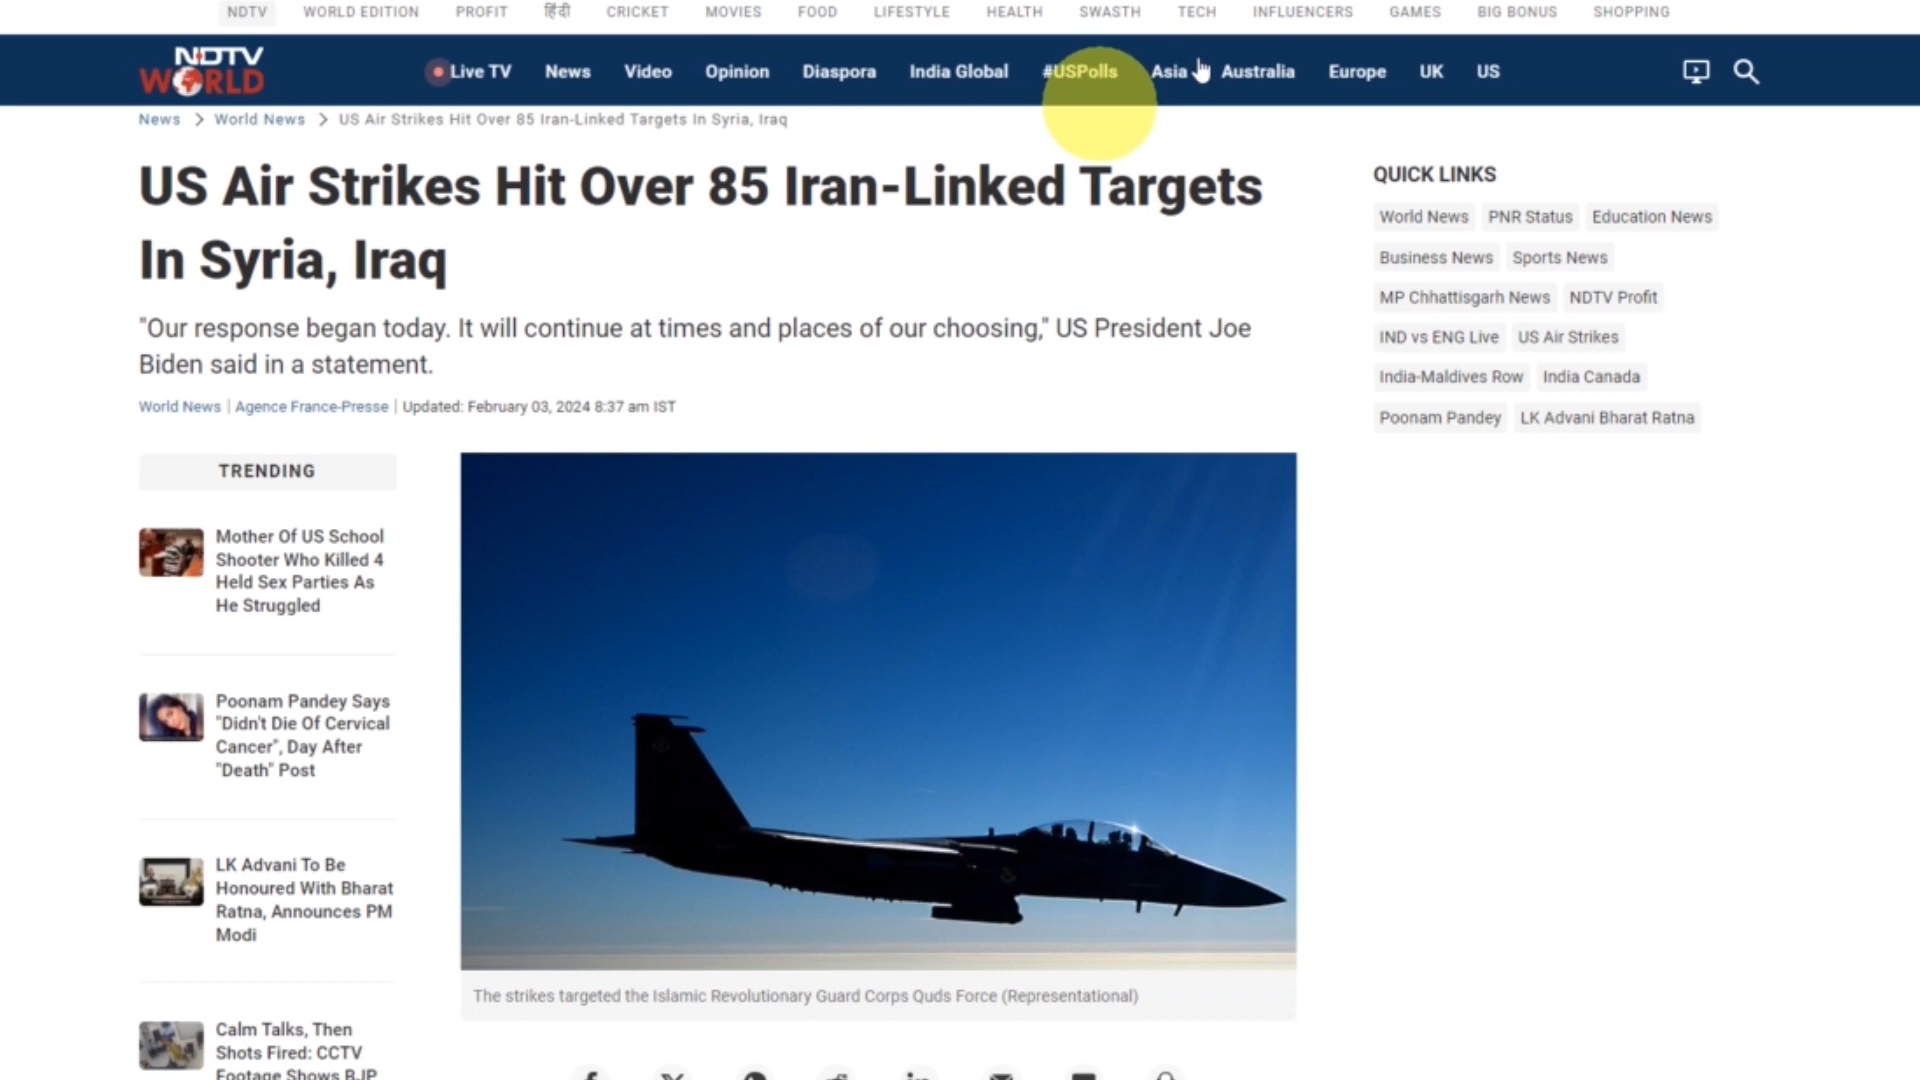 NDTV WORLD EDITION PROFIT हिंदी CRICKET MOVIES FOOD LIFESTYLE HEALTH SWASTH TECH INFLUENCERS GAMES BIG BONUS SHOPPING
NDTV
WORLD
Live TV News Video Opinion Diaspora India Global #USPolls Asia Australia Europe UK US
News > World News > US Air Strikes Hit Over 85 Iran-Linked Targets In Syria, Iraq
US Air Strikes Hit Over 85 Iran-Linked Targets
In Syria, Iraq
"Our response began today. It will continue at times and places of our choosing," US President Joe
Biden said in a statement.
World News | Agence France-Presse | Updated: February 03, 2024 8:37 am IST
TRENDING
Mother Of US School
Shooter Who Killed 4
Held Sex Parties As
He Struggled
Poonam Pandey Says
"Didn't Die Of Cervical
Cancer", Day After
"Death" Post
LK Advani To Be
Honoured With Bharat
Ratna, Announces PM
Modi
Calm Talks, Then
Shots Fired: CCTV
Footage Shows BJP
The strikes targeted the Islamic Revolutionary Guard Corps Quds Force (Representational)
QUICK LINKS
World News PNR Status Education News
Business News Sports News
MP Chhattisgarh News NDTV Profit
IND vs ENG Live US Air Strikes
India-Maldives Row India Canada
Poonam Pandey LK Advani Bharat Ratna